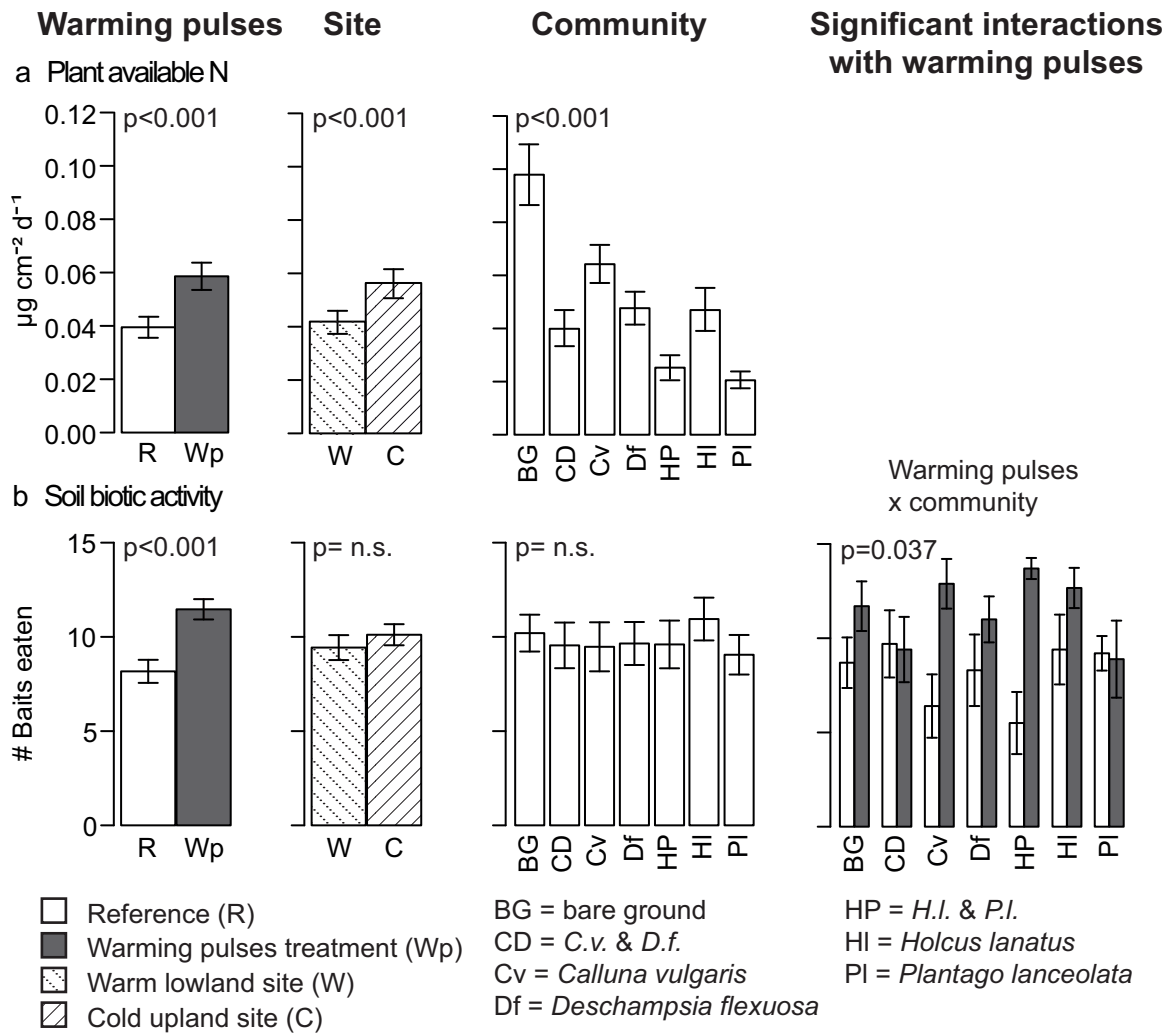 Warming pulses Site Community Significant interactions
with warming pulses
a Plant available N
0.12
0.10
0.08
0.06
0.04
0.02
0.00
µg cm⁻² d⁻¹
p<0.001
R Wp
p<0.001
W C
p<0.001
BG CD Cv Df HP Hl Pl
b Soil biotic activity
15
10
5
0
# Baits eaten
p<0.001
R Wp
p= n.s.
W C
p= n.s.
BG CD Cv Df HP Hl Pl
Warming pulses
x community
p=0.037
BG CD Cv Df HP Hl Pl
Reference (R)
Warming pulses treatment (Wp)
Warm lowland site (W)
Cold upland site (C)
BG = bare ground
CD = C.v. & D.f.
Cv = Calluna vulgaris
Df = Deschampsia flexuosa
HP = H.l. & P.l.
Hl = Holcus lanatus
Pl = Plantago lanceolata